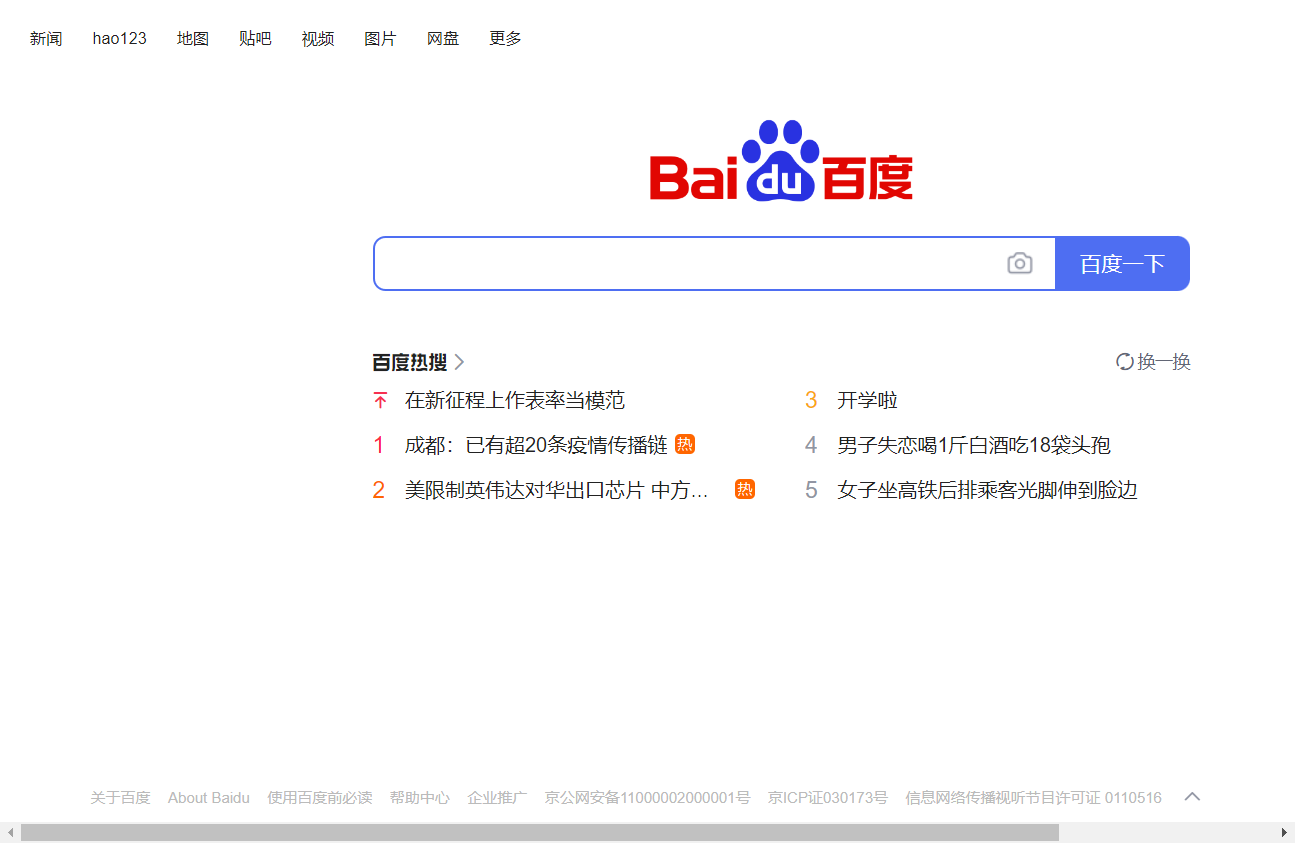 新闻 hao123 地图 贴吧 视频 图片 网盘 更多
Bai du 百度
百度一下
百度热搜 换一换
在新征程上作表率当模范
1 成都：已有超20条疫情传播链 热
2 美限制英伟达对华出口芯片 中方... 热
3 开学啦
4 男子失恋喝1斤白酒吃18袋头孢
5 女子坐高铁后排乘客光脚伸到脸边
关于百度 About Baidu 使用百度前必读 帮助中心 企业推广 京公网安备11000002000001号 京ICP证030173号 信息网络传播视听节目许可证 0110516